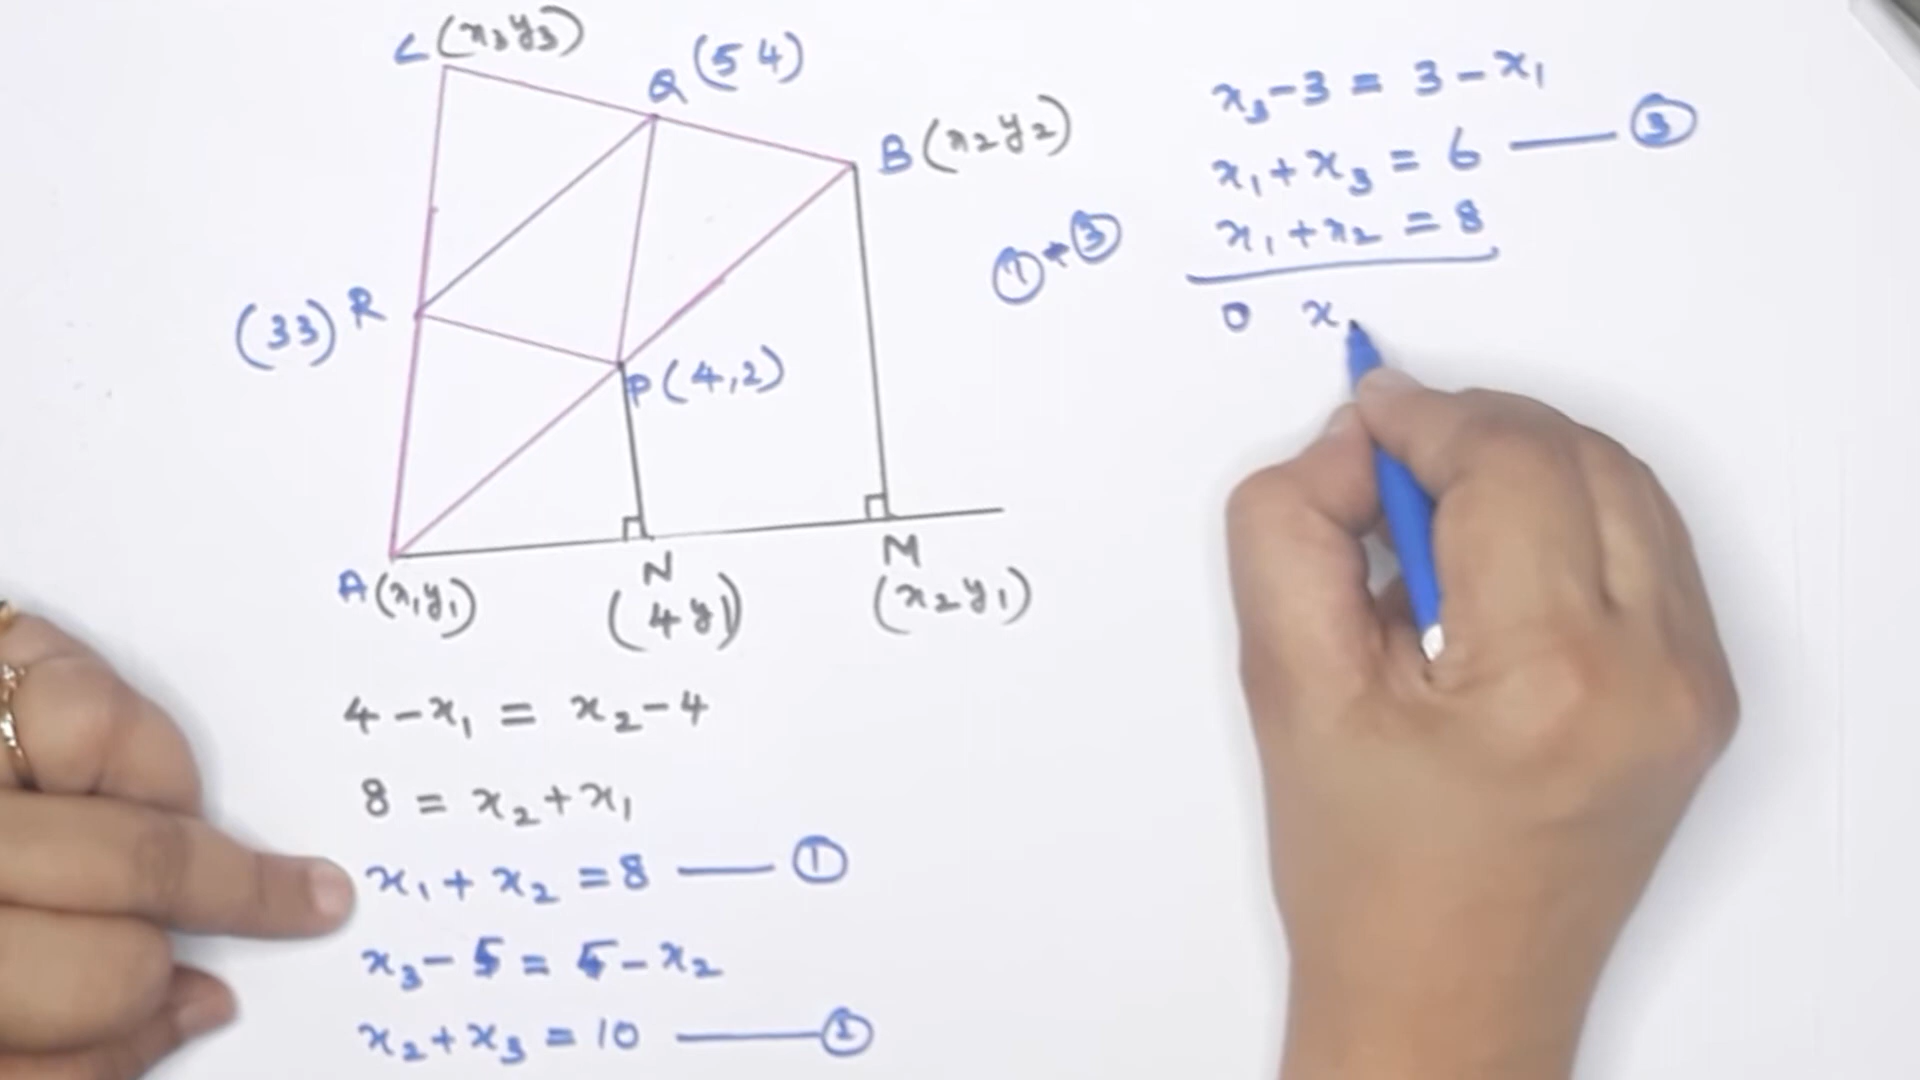 C (x₃y₃)
Q (5 4)
B (x₂y₂)
(33) R
P (4,2)
A (x₁y₁)
N
(4 y₁)
M
(x₂y₁)
4 - x₁ = x₂ - 4
8 = x₂ + x₁
x₁ + x₂ = 8 —— ①
x₃ - 5 = 5 - x₂
x₂ + x₃ = 10 —— ②
x₃ - 3 = 3 - x₁
x₁ + x₃ = 6 —— ③
① - ③
x₁ + x₂ = 8
0 x